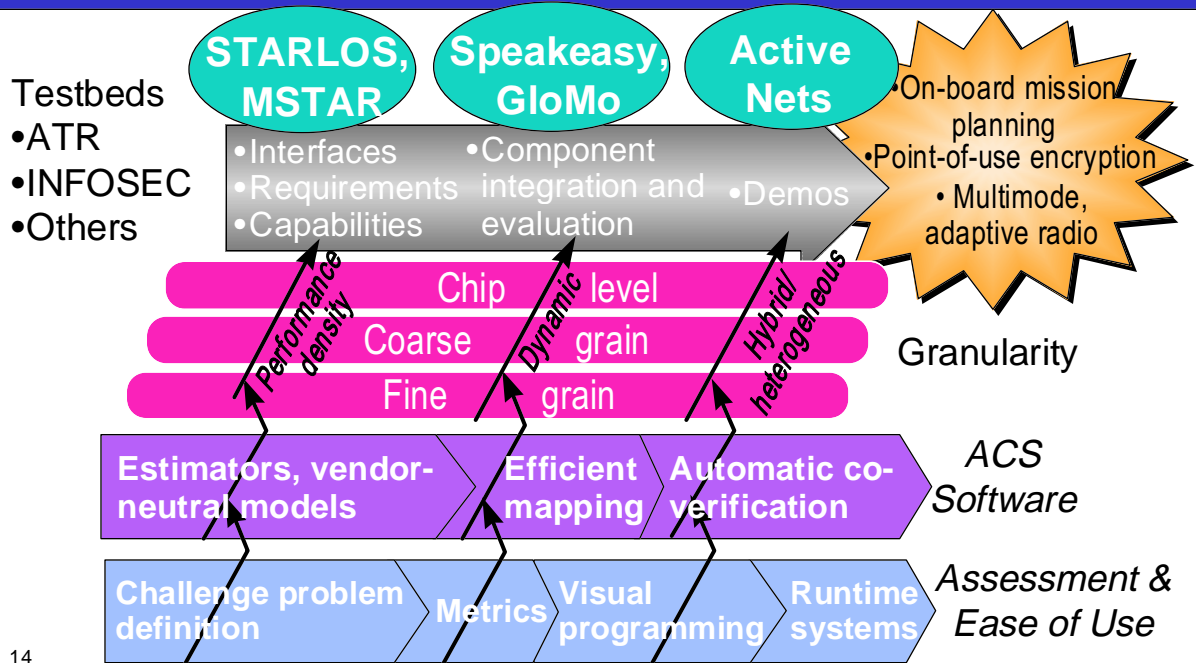 STARLOS,
MSTAR
Speakeasy,
GloMo
Active
Nets
Testbeds
•ATR
•INFOSEC
•Others
•Interfaces
•Requirements
•Capabilities
•Component
integration and
evaluation
•Demos
•On-board mission
planning
•Point-of-use encryption
• Multimode,
adaptive radio
Chip level
Coarse grain
Fine grain
Performance
density
Dynamic
Hybrid/
heterogeneous
Granularity
Estimators, vendor-
neutral models
Efficient
mapping
Automatic co-
verification
ACS
Software
Challenge problem
definition
Metrics
Visual
programming
Runtime
systems
Assessment &
Ease of Use
14